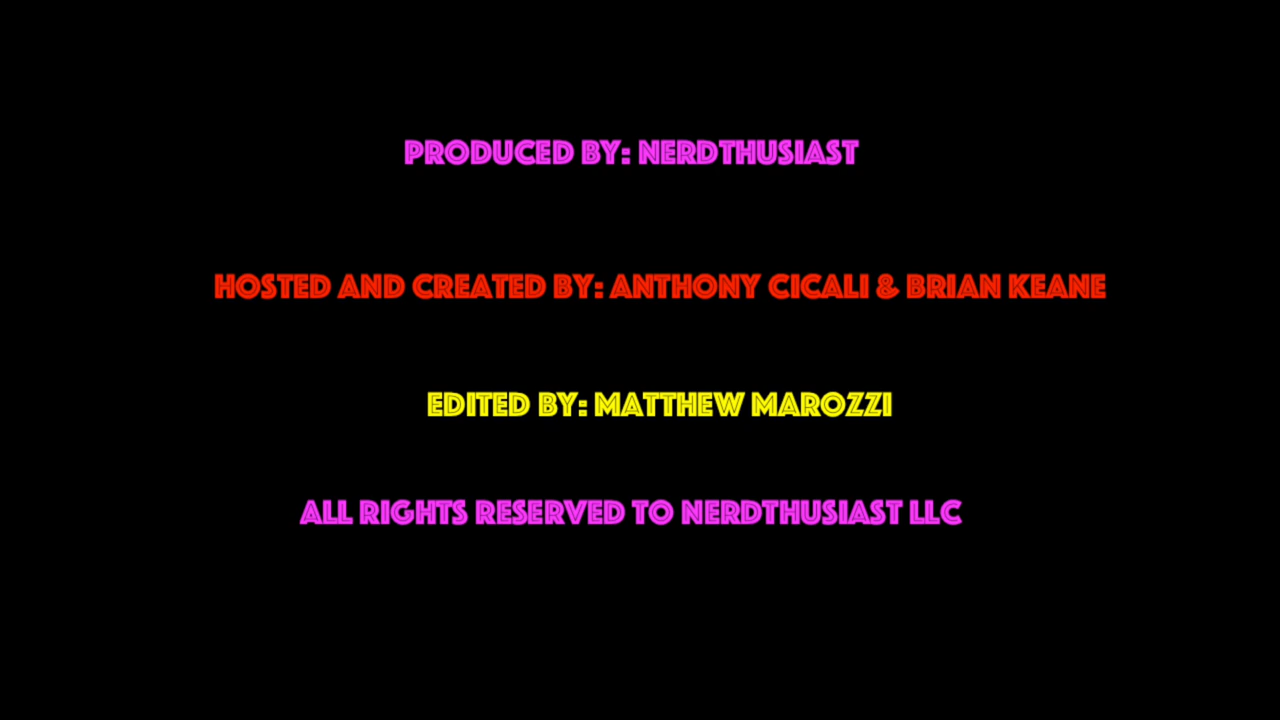 PRODUCED BY: NERDTHUSIAST
HOSTED AND CREATED BY: ANTHONY CICALI & BRIAN KEANE
EDITED BY: MATTHEW MAROZZI
ALL RIGHTS RESERVED TO NERDTHUSIAST LLC